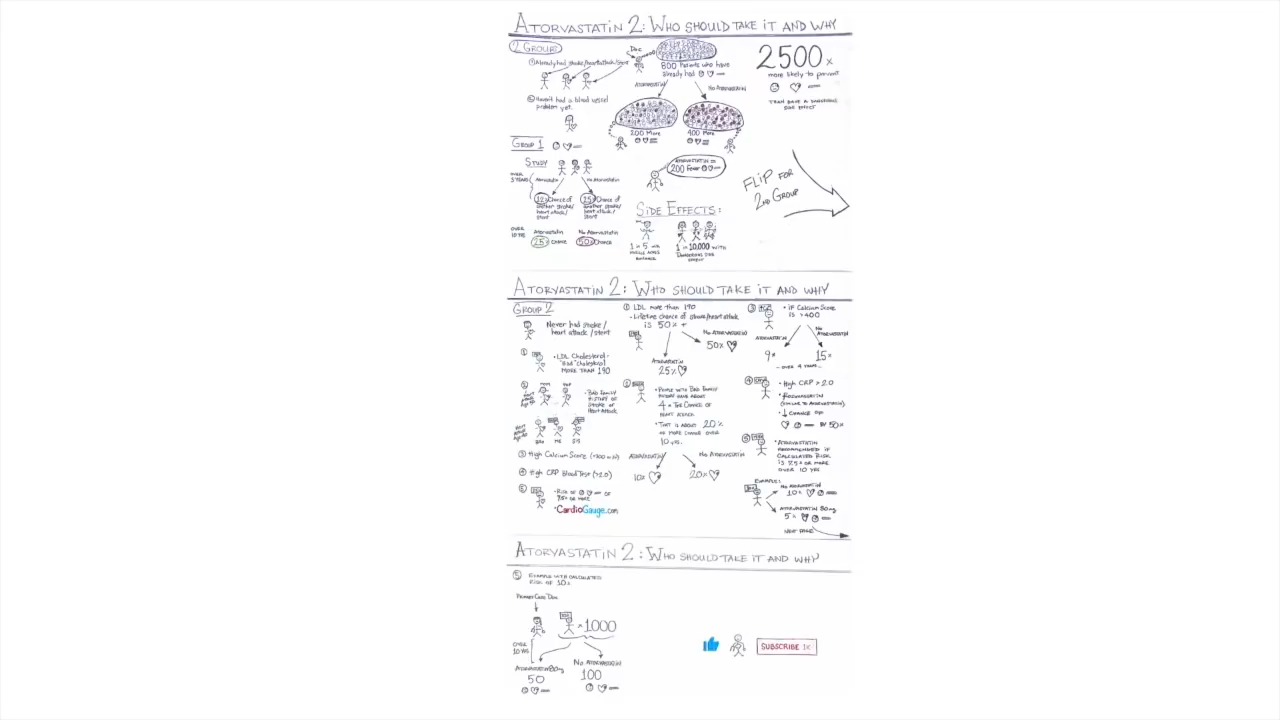 ATORVASTATIN 2: WHO SHOULD TAKE IT AND WHY
2 GROUPS
① Already had stroke/heart attack/stent
② Haven't had a blood vessel
problem yet.
Doc
800 Patients who have
already had
ATORVASTATIN
NO ATORVASTATIN
200 More
400 More
ATORVASTATIN =
200 Fewer
2500x
more likely to prevent
THAN HAVE A DANGEROUS
SIDE EFFECT
GROUP 1
STUDY
OVER
5 YEARS
Atorvastatin
No Atorvastatin
12% Chance of
another stroke/
heart attack/
stent
25% Chance of
another stroke/
heart attack/
stent
OVER
10 YRS
Atorvastatin
25% Chance
No Atorvastatin
50% Chance
SIDE EFFECTS:
1 in 5 with
MUSCLE ACHES
1 in 10,000 WITH
DANGEROUS SIDE
EFFECT
FLIP FOR
2ND GROUP
ATORVASTATIN 2: WHO SHOULD TAKE IT AND WHY
GROUP 2
Never had stroke/
heart attack/stent
①
• LDL Cholesterol-
"Bad" cholesterol
MORE THAN 190
②
MOM
DAD
• BAD FAMILY
HISTORY OF
STROKE OR
HEART ATTACK
BRO
ME
SIS
③ High Calcium Score
④ High CRP Blood Test (>2.0)
⑤
• RISK OF
7.5% OR MORE
• CardioGauge.com
① LDL more than 190
• Lifetime chance of stroke/heart attack
is 50% +
NO ATORVASTATIN
50%
ATORVASTATIN
25%
②
• PEOPLE WITH BAD FAMILY
HISTORY HAVE ABOUT
4x THE CHANCE OF
HEART ATTACK
• THAT IS ABOUT 20%
OR MORE CHANCE OVER
10 yrs.
ATORVASTATIN
NO ATORVASTATIN
10%
20%
③
• IF Calcium Score
is >400
ATORVASTATIN
NO
ATORVASTATIN
9%
15%
- OVER 4 YEARS -
④
• High CRP >2.0
• ROSUVASTATIN
(SIMILAR TO ATORVASTATIN)
• ↓ CHANCE OF
BY 50%
⑤
• ATORVASTATIN
RECOMMENDED IF
CALCULATED RISK
IS 7.5% OR MORE
OVER 10 YRS
EXAMPLE:
NO ATORVASTATIN
10%
ATORVASTATIN 80mg
5%
NEXT PAGE
ATORVASTATIN 2: WHO SHOULD TAKE IT AND WHY
⑤ EXAMPLE WITH CALCULATED
RISK OF 10%
PRIMARY CARE DOC
× 1000
OVER
10 YRS
ATORVASTATIN 80mg
50
NO ATORVASTATIN
100
SUBSCRIBE